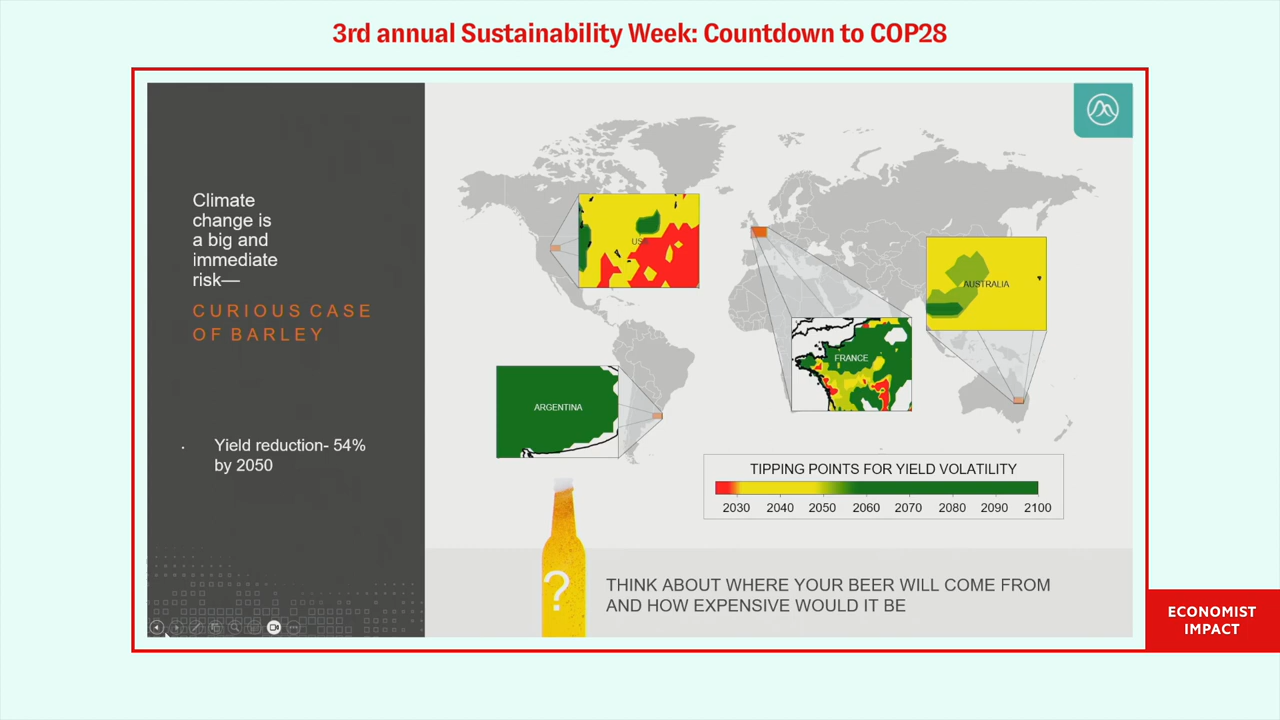 3rd annual Sustainability Week: Countdown to COP28
Climate
change is
a big and
immediate
risk—
CURIOUS CASE
OF BARLEY
Yield reduction- 54%
by 2050
USA
AUSTRALIA
FRANCE
ARGENTINA
TIPPING POINTS FOR YIELD VOLATILITY
2030 2040 2050 2060 2070 2080 2090 2100
?
THINK ABOUT WHERE YOUR BEER WILL COME FROM
AND HOW EXPENSIVE WOULD IT BE
ECONOMIST
IMPACT